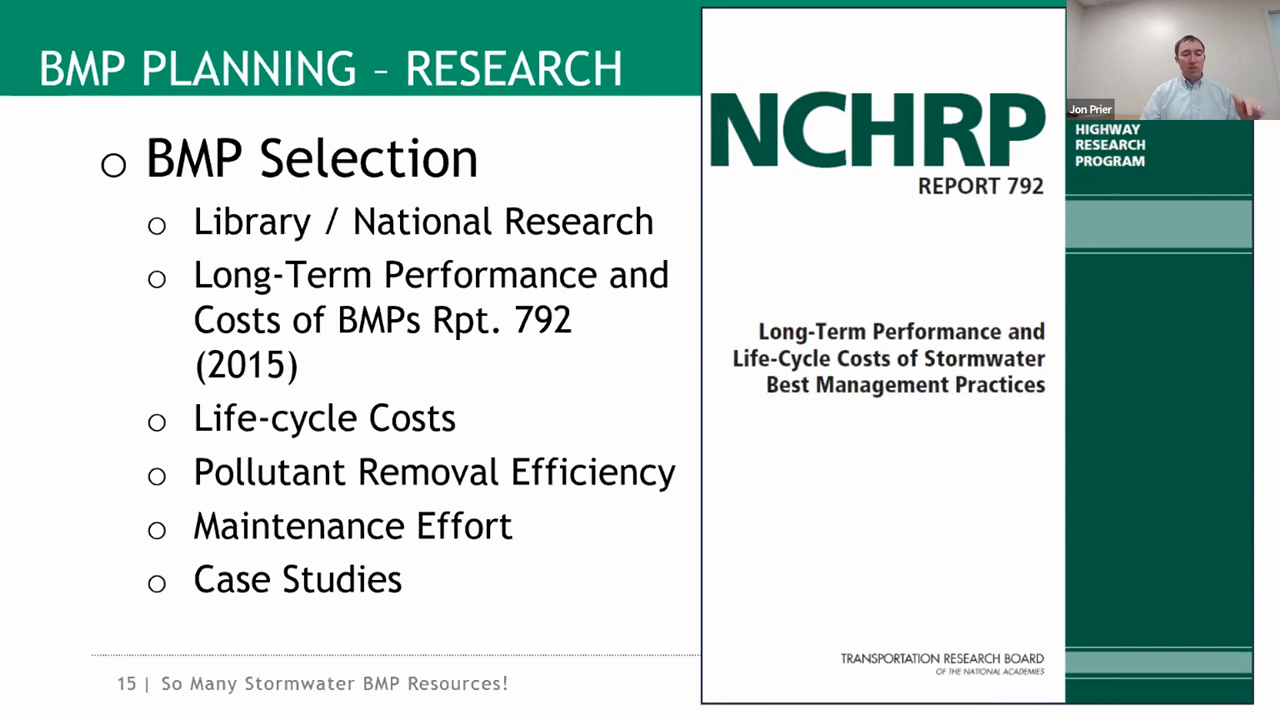 BMP PLANNING – RESEARCH
o BMP Selection
o Library / National Research
o Long-Term Performance and
Costs of BMPs Rpt. 792
(2015)
o Life-cycle Costs
o Pollutant Removal Efficiency
o Maintenance Effort
o Case Studies
15 | So Many Stormwater BMP Resources!
NCHRP
REPORT 792
Long-Term Performance and
Life-Cycle Costs of Stormwater
Best Management Practices
TRANSPORTATION RESEARCH BOARD
OF THE NATIONAL ACADEMIES
Jon Prier
HIGHWAY
RESEARCH
PROGRAM